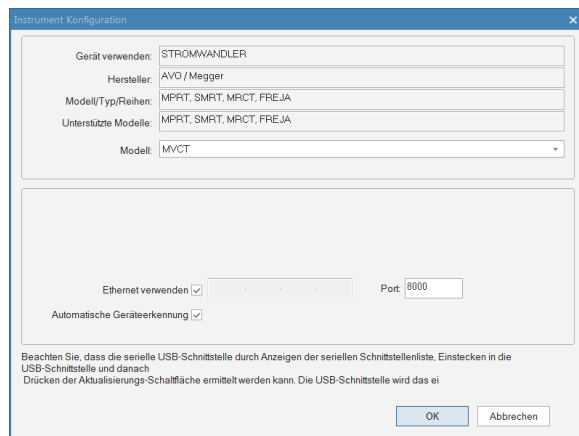 Instrument Konfiguration
Gerät verwenden: STROMWANDLER
Hersteller: AVO / Megger
Modell/Typ/Reihen: MPRT, SMRT, MRCT, FREJA
Unterstützte Modelle: MPRT, SMRT, MRCT, FREJA
Modell: MVCT
Ethernet verwenden . . . Port: 8000
Automatische Geräteerkennung
Beachten Sie, dass die serielle USB-Schnittstelle durch Anzeigen der seriellen Schnittstellenliste, Einstecken in die
USB-Schnittstelle und danach
Drücken der Aktualisierungs-Schaltfläche ermittelt werden kann. Die USB-Schnittstelle wird das ei
OK Abbrechen